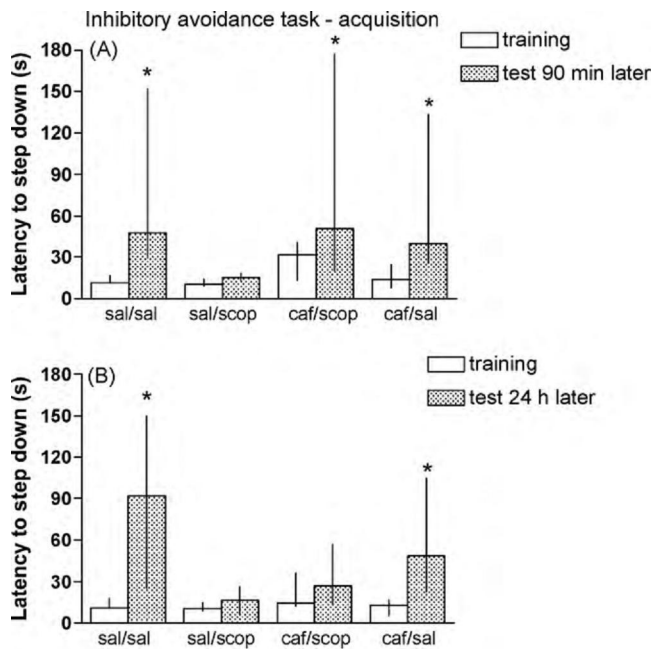 Inhibitory avoidance task - acquisition
(A)
training
test 90 min later
Latency to step down (s)
180
150
120
90
60
30
0
* * *
sal/sal sal/scop caf/scop caf/sal
(B)
training
test 24 h later
Latency to step down (s)
180
150
120
90
60
30
0
* *
sal/sal sal/scop caf/scop caf/sal